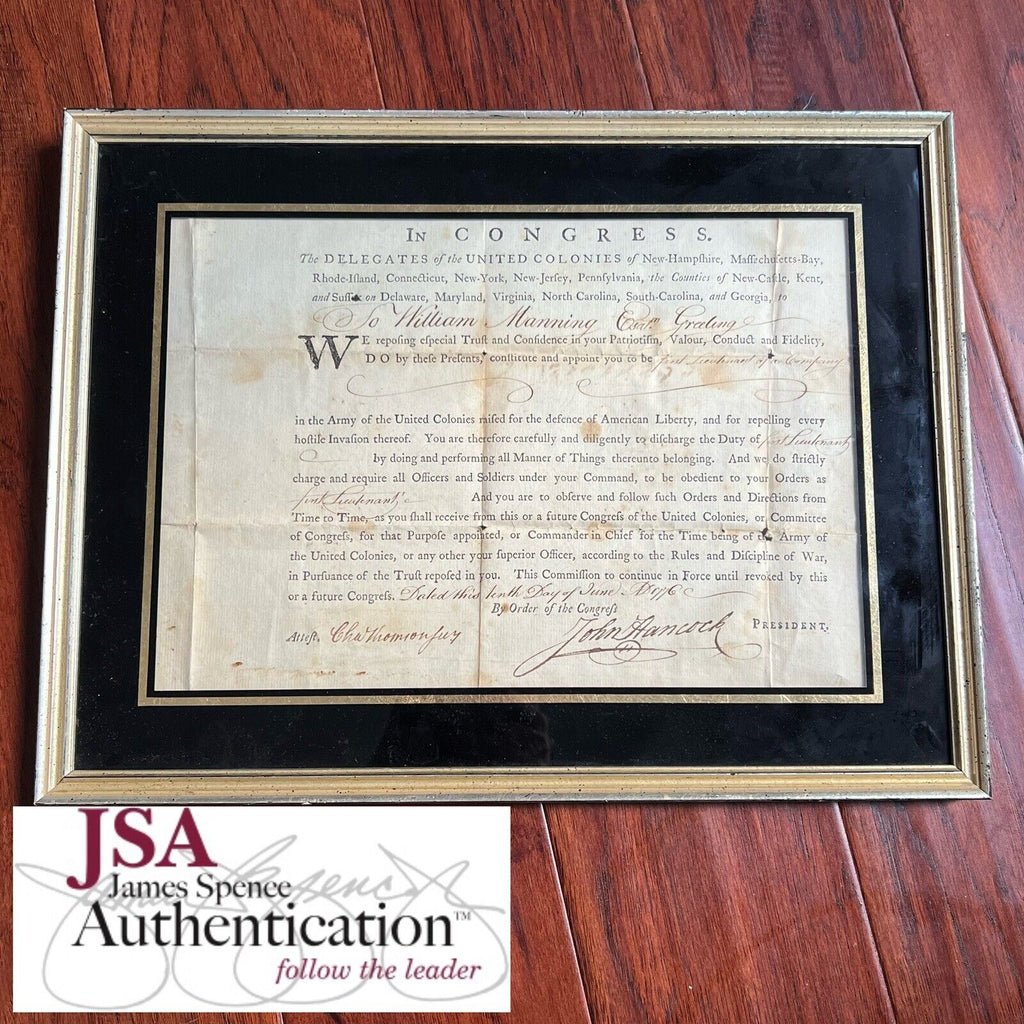 IN CONGRESS.
The DELEGATES of the UNITED COLONIES of New-Hampſhire, Maſſachuſetts-Bay,
Rhode-Iſland, Connecticut, New-York, New-Jerſey, Pennſylvania, the Counties of New-Caſtle, Kent,
and Suſſex on Delaware, Maryland, Virginia, North Carolina, South-Carolina, and Georgia, to
To William Manning Greeting
WE repoſing eſpecial Truſt and Confidence in your Patriotiſm, Valour, Conduct and Fidelity,
DO by theſe Preſents, conſtitute and appoint you to be firſt Lieutenant of a Company
in the Army of the United Colonies raiſed for the defence of American Liberty, and for repelling every
hoſtile Invaſion thereof. You are therefore carefully and diligently to diſcharge the Duty of firſt Lieutenant
by doing and performing all Manner of Things thereunto belonging. And we do ſtrictly
charge and require all Officers and Soldiers under your Command, to be obedient to your Orders as
firſt Lieutenant And you are to obſerve and follow ſuch Orders and Directions from
Time to Time, as you ſhall receive from this or a future Congreſs of the United Colonies, or Committee
of Congreſs, for that Purpoſe appointed, or Commander in Chief for the Time being of the Army of
the United Colonies, or any other your ſuperior Officer, according to the Rules and Diſcipline of War,
in Purſuance of the Truſt repoſed in you. This Commiſſion to continue in Force until revoked by this
or a future Congreſs. Dated this tenth Day of June AD 1776
By Order of the Congreſs
Atteſt, Cha Thomson Secy John Hancock PRESIDENT.
JSA
James Spence
Authentication™
follow the leader